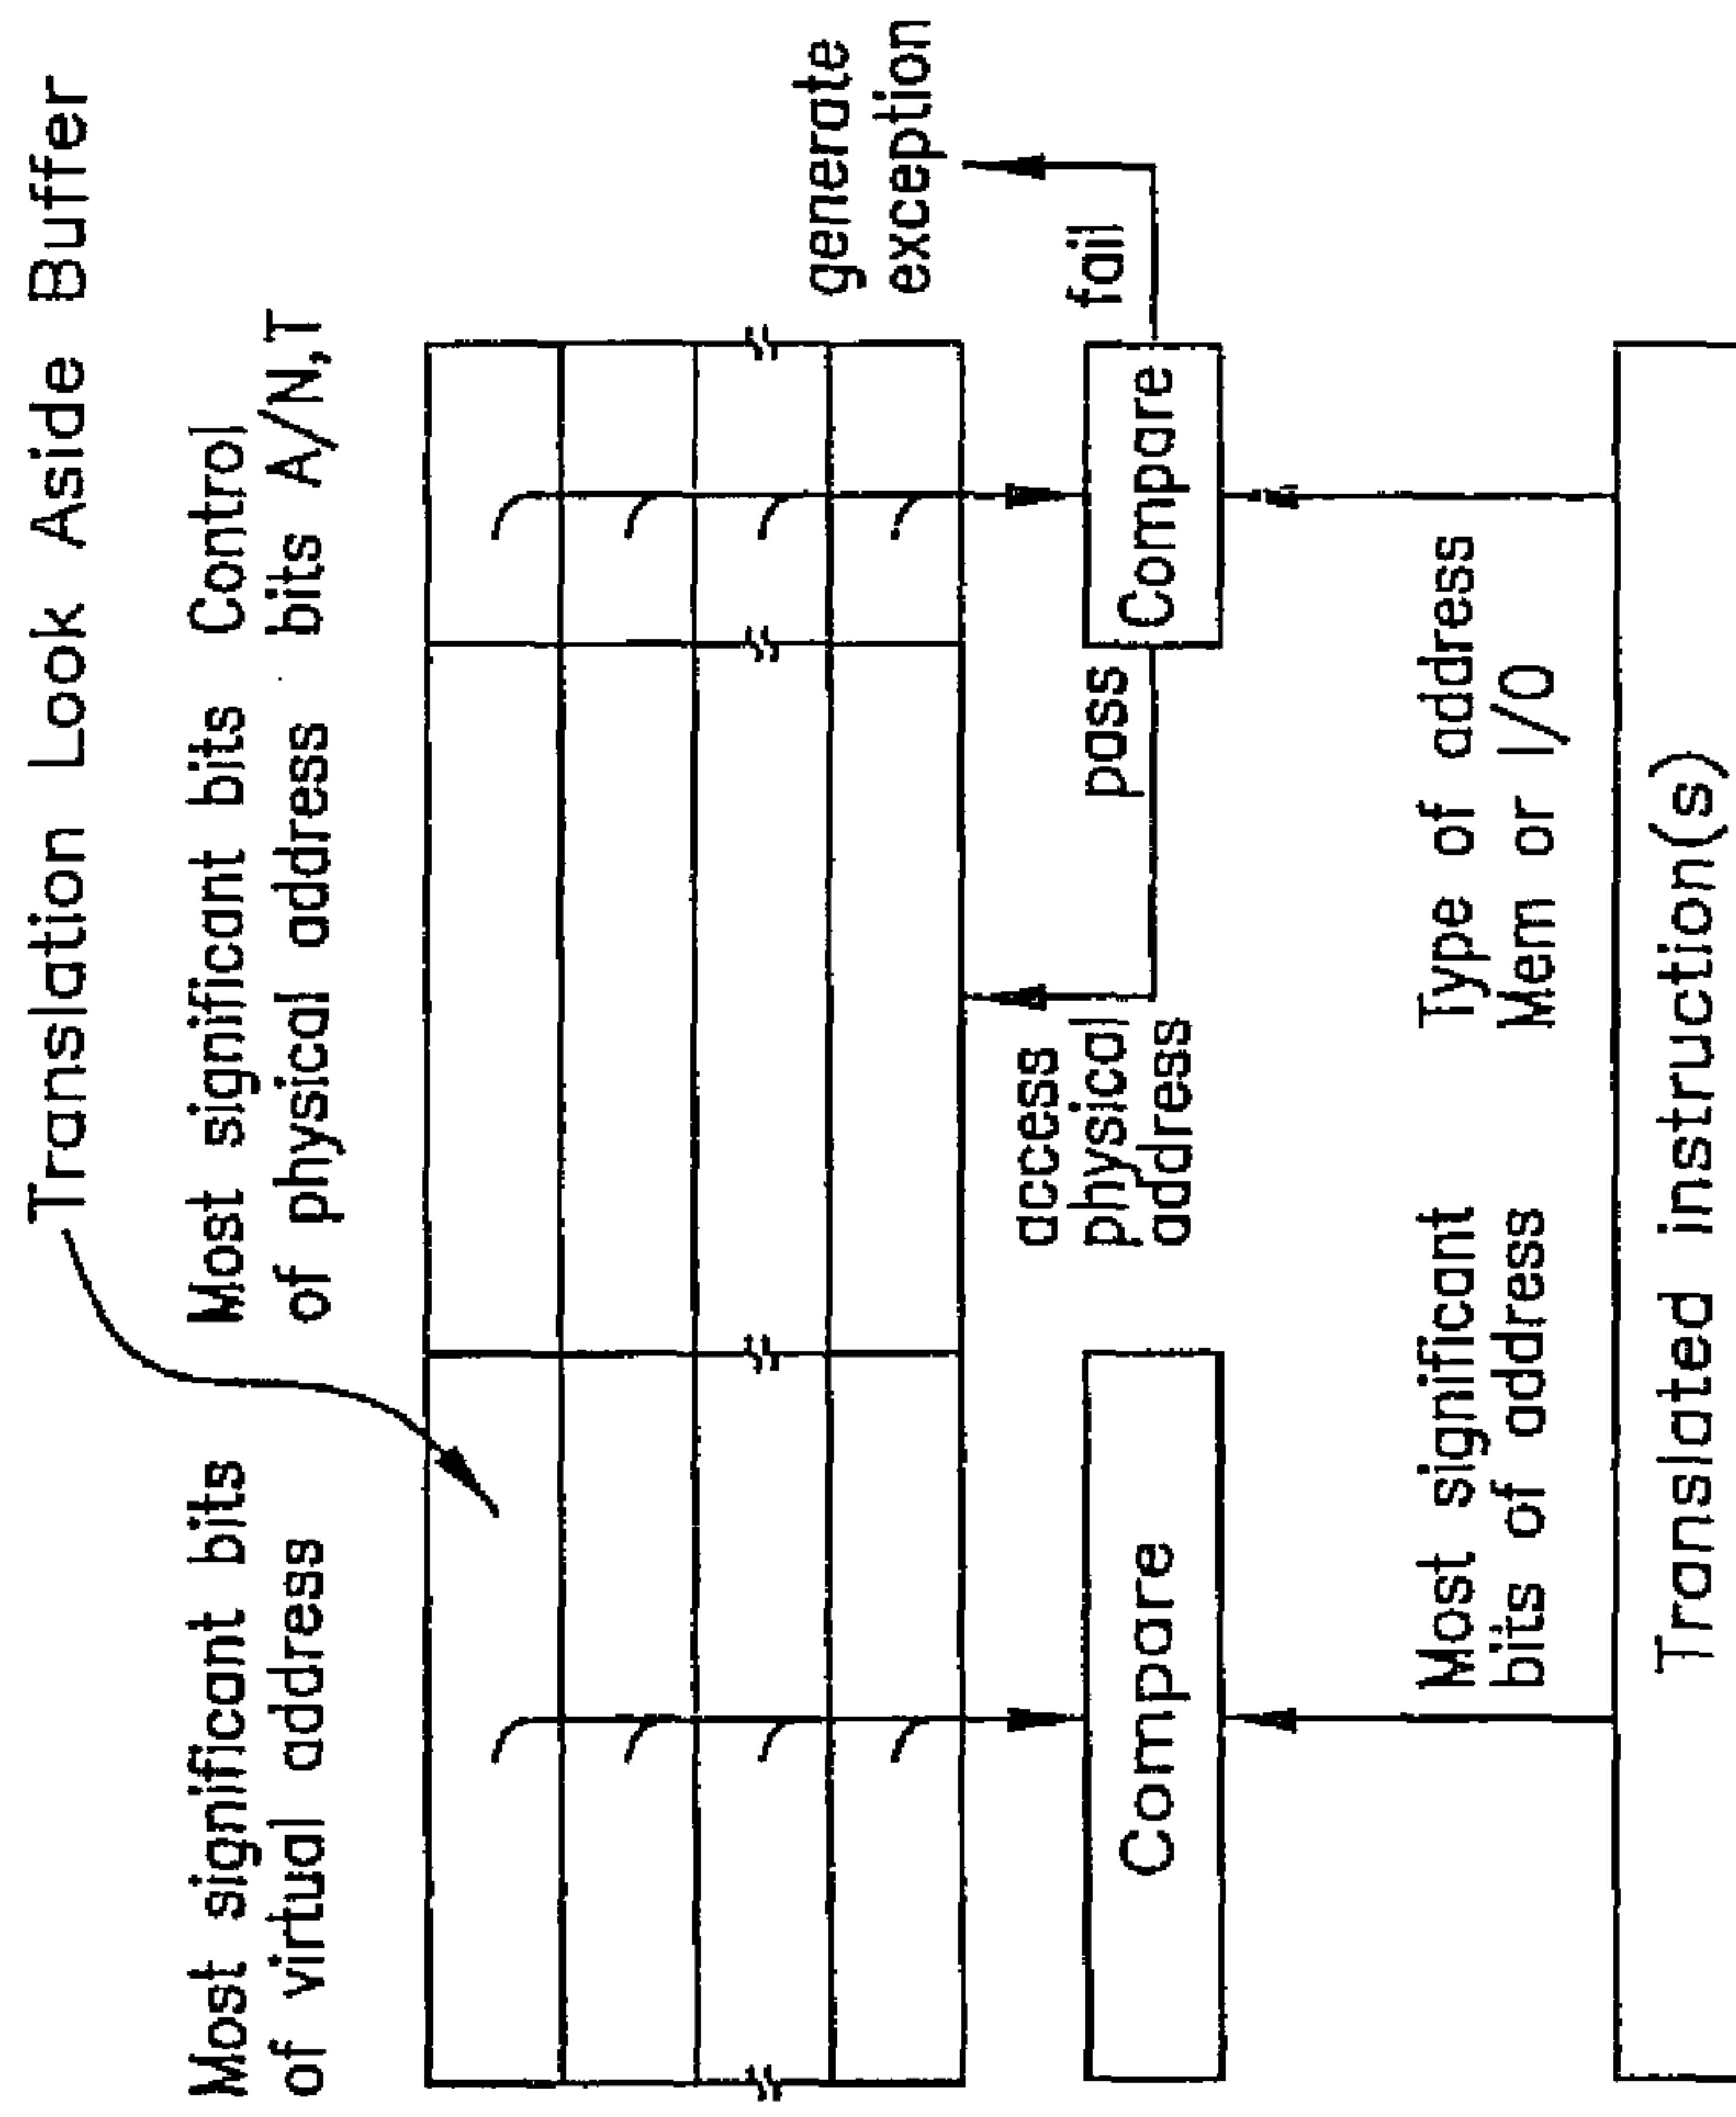 Translation Look Aside Buffer
Most significant bits
of virtual address
Most significant bits
of physical address
Control
bits A/N,T
generate
exception
access
physical
address
pass
fail
Compare
Compare
Most significant
bits of address
Type of address
Mem or I/O
Translated instruction(s)